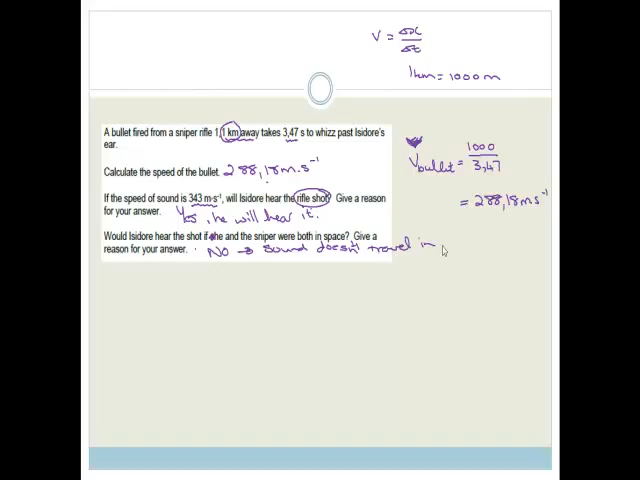 V = Δx
Δt
1km = 1000m
A bullet fired from a sniper rifle 1,1 km away takes 3,47 s to whizz past Isidore's
ear.
Calculate the speed of the bullet. 288,18 m.s⁻¹
If the speed of sound is 343 m·s⁻¹, will Isidore hear the rifle shot? Give a reason
for your answer. Yes, he will hear it.
Would Isidore hear the shot if he and the sniper were both in space? Give a
reason for your answer. No → sound doesn't travel in
Vbullet = 1000
3,47
= 288,18 m s⁻¹